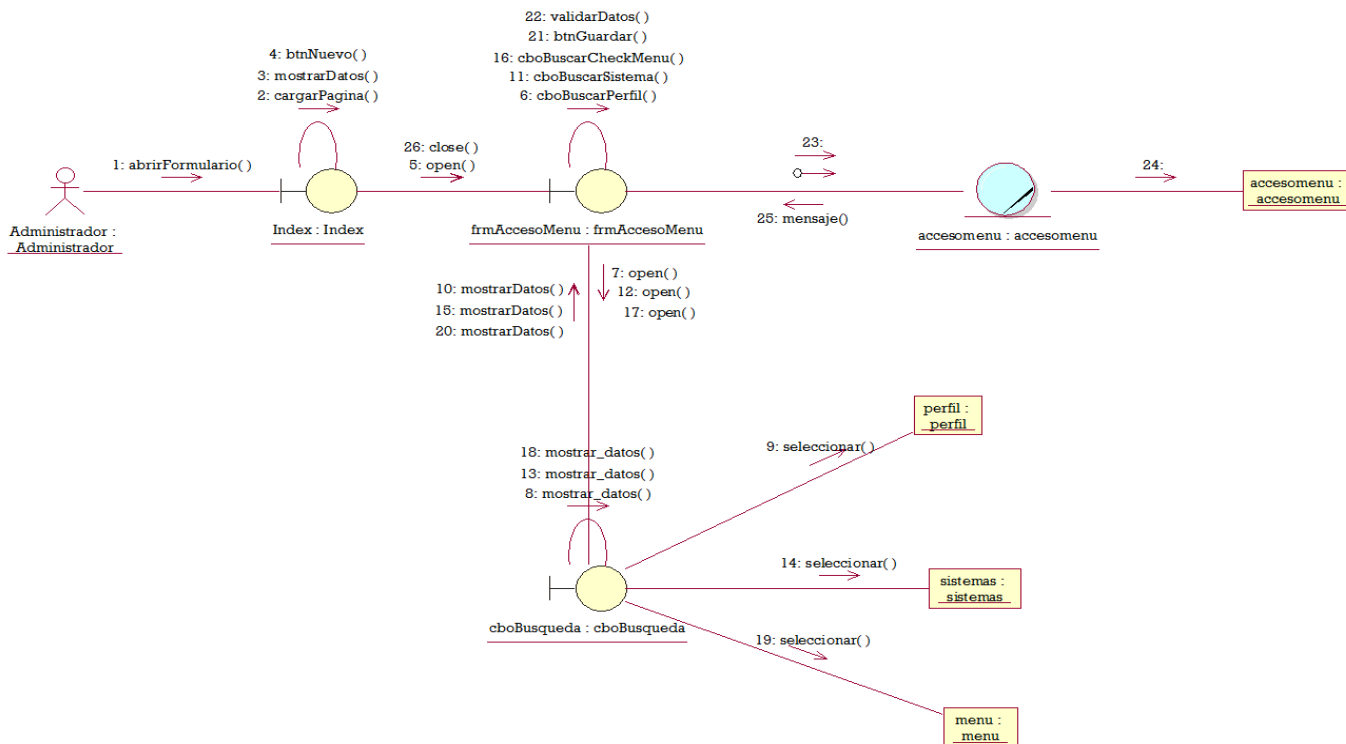 22: validarDatos( )
21: btnGuardar( )
16: cboBuscarCheckMenu( )
11: cboBuscarSistema( )
6: cboBuscarPerfil( )
4: btnNuevo( )
3: mostrarDatos( )
2: cargarPagina( )
1: abrirFormulario( )
26: close( )
5: open( )
23:
24:
25: mensaje()
Administrador :
Administrador
Index : Index
frmAccesoMenu : frmAccesoMenu
accesomenu : accesomenu
accesomenu :
accesomenu
7: open( )
12: open( )
17: open( )
10: mostrarDatos( )
15: mostrarDatos( )
20: mostrarDatos( )
18: mostrar_datos( )
13: mostrar_datos( )
8: mostrar_datos( )
9: seleccionar( )
perfil :
perfil
14: seleccionar( )
sistemas :
sistemas
cboBusqueda : cboBusqueda
19: seleccionar( )
menu :
menu